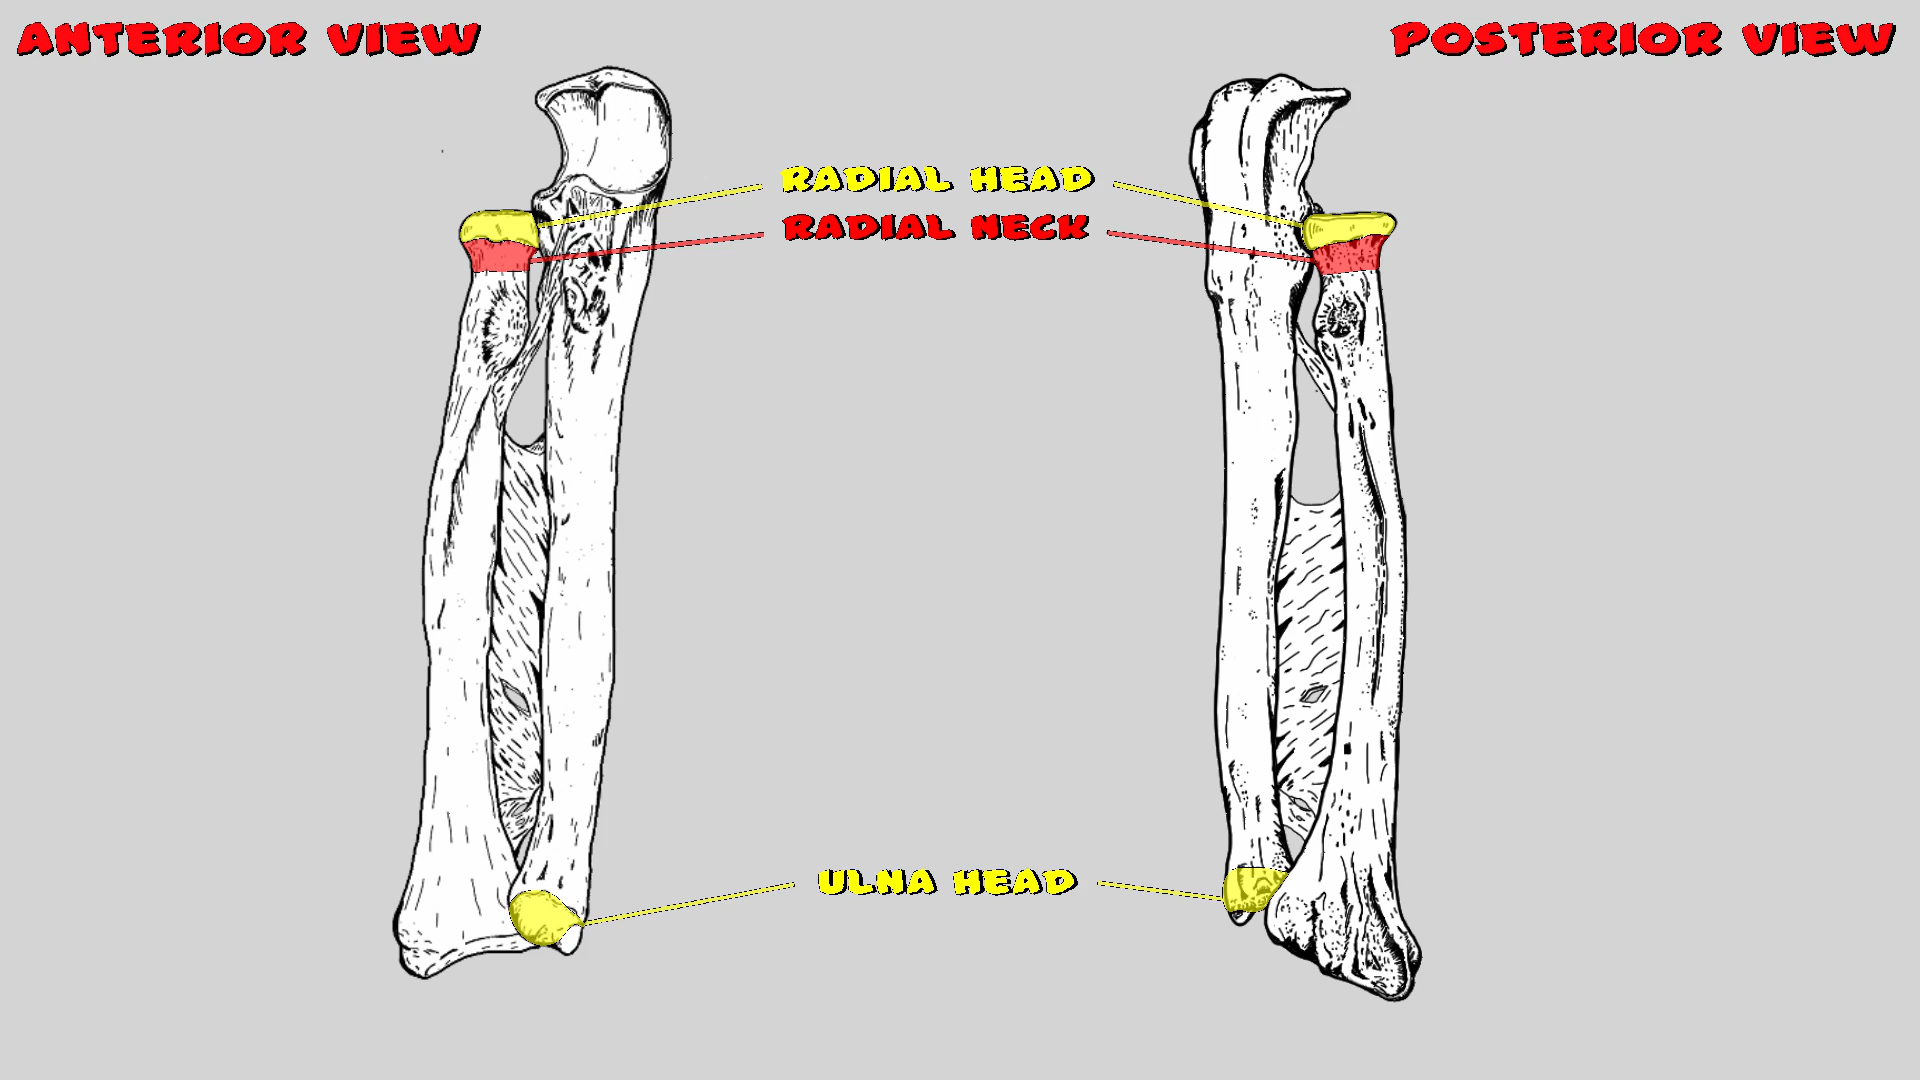 ANTERIOR VIEW
POSTERIOR VIEW
RADIAL HEAD
RADIAL NECK
ULNA HEAD